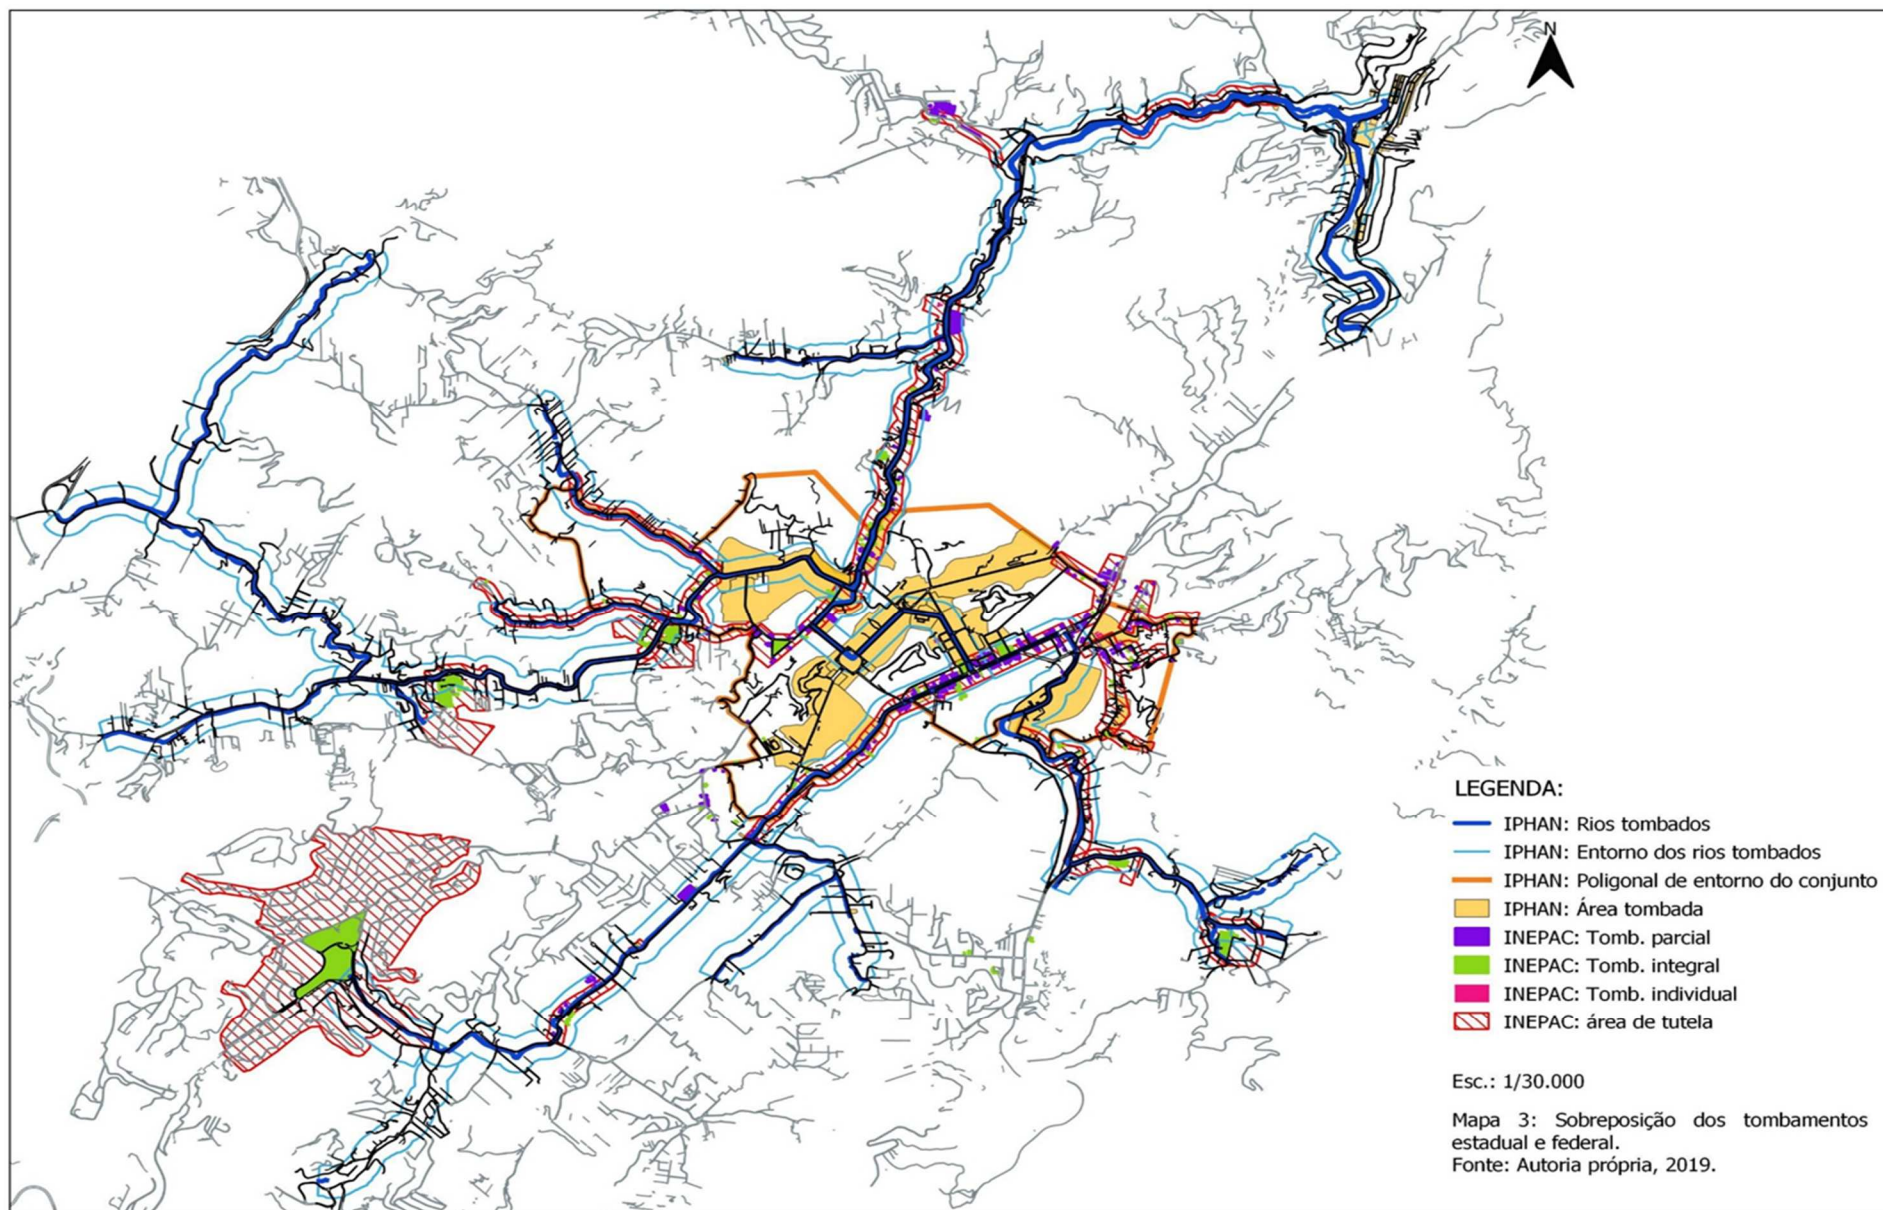 N
LEGENDA:
IPHAN: Rios tombados
IPHAN: Entorno dos rios tombados
IPHAN: Poligonal de entorno do conjunto
IPHAN: Área tombada
INEPAC: Tomb. parcial
INEPAC: Tomb. integral
INEPAC: Tomb. individual
INEPAC: área de tutela
Esc.: 1/30.000
Mapa 3: Sobreposição dos tombamentos
estadual e federal.
Fonte: Autoria própria, 2019.